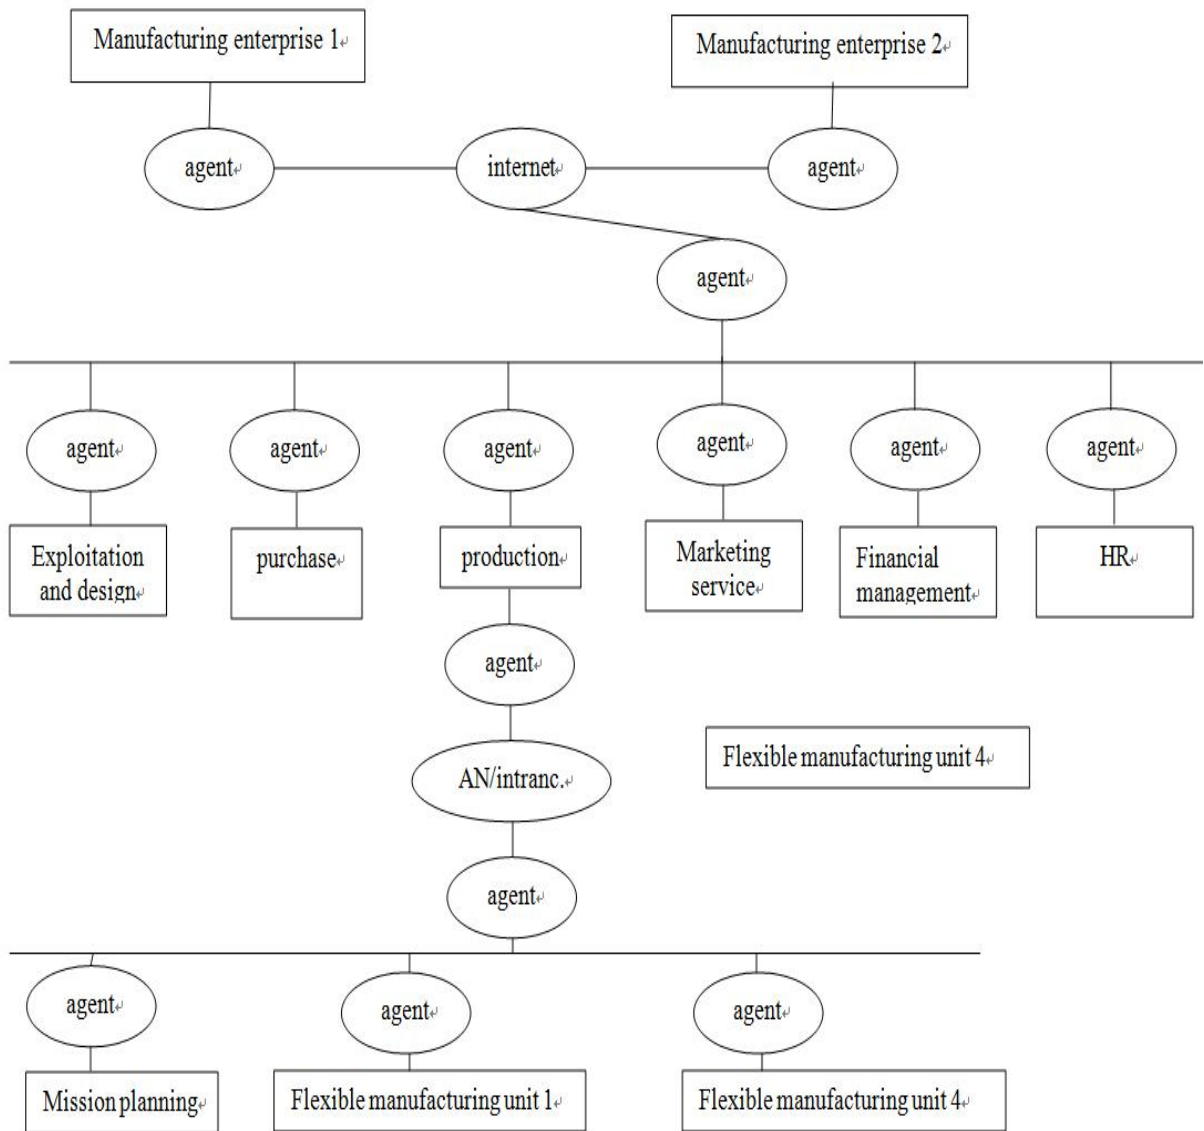 Manufacturing enterprise 1
Manufacturing enterprise 2
agent
internet
agent
agent
agent
agent
agent
agent
agent
agent
Exploitation
and design
purchase
production
Marketing
service
Financial
management
HR
agent
AN/intranc.
Flexible manufacturing unit 4
agent
agent
agent
agent
Mission planning
Flexible manufacturing unit 1
Flexible manufacturing unit 4